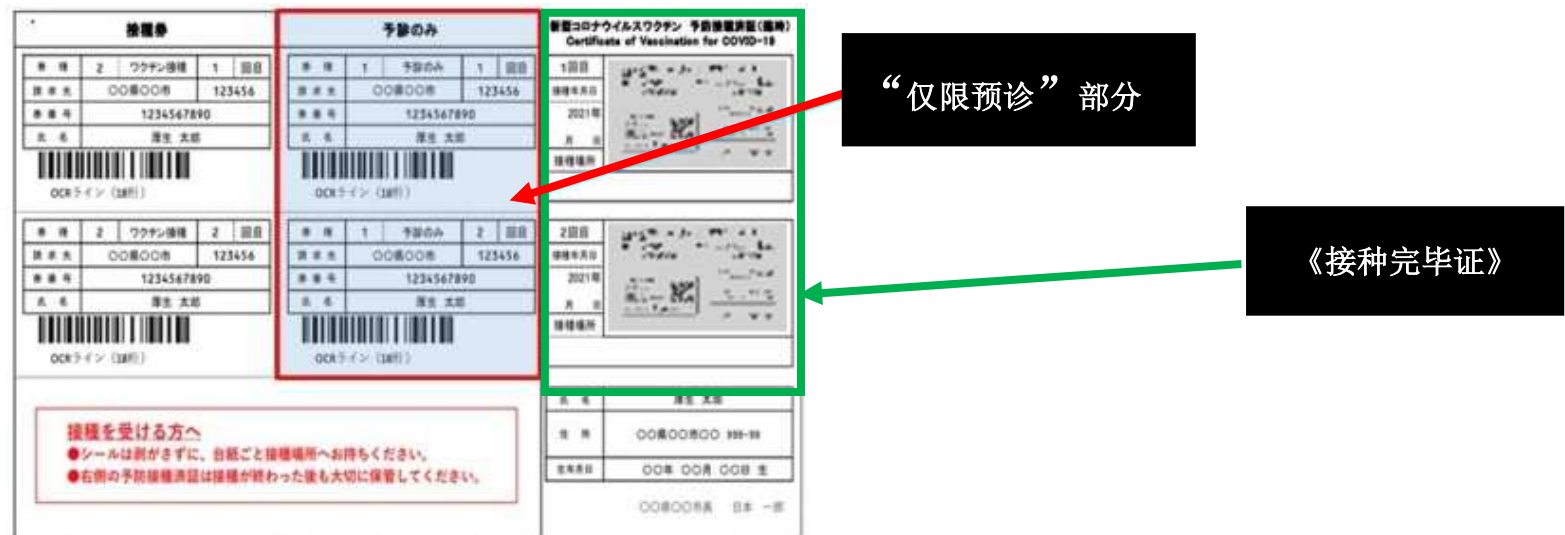 接種券
予診のみ
新型コロナウイルスワクチン 予防接種済証(臨時)
Certificate of Vaccination for COVID-19
券種 2 ワクチン接種 1 回目
請求先 〇〇県〇〇市 123456
券番号 1234567890
氏名 厚生 太郎
OCRライン(18桁)
券種 1 予診のみ 1 回目
請求先 〇〇県〇〇市 123456
券番号 1234567890
氏名 厚生 太郎
OCRライン(18桁)
1回目
接種年月日
2021年
月 日
接種場所
券種 2 ワクチン接種 2 回目
請求先 〇〇県〇〇市 123456
券番号 1234567890
氏名 厚生 太郎
OCRライン(18桁)
券種 1 予診のみ 2 回目
請求先 〇〇県〇〇市 123456
券番号 1234567890
氏名 厚生 太郎
OCRライン(18桁)
2回目
接種年月日
2021年
月 日
接種場所
氏名 厚生 太郎
住所 〇〇県〇〇市〇〇 999-99
生年月日 〇〇年 〇〇月 〇〇日 生
〇〇県〇〇市長 日本 一郎
接種を受ける方へ
●シールは剥がさずに、台紙ごと接種場所へお持ちください。
●右側の予防接種済証は接種が終わった後も大切に保管してください。
“仅限预诊”部分
《接种完毕证》